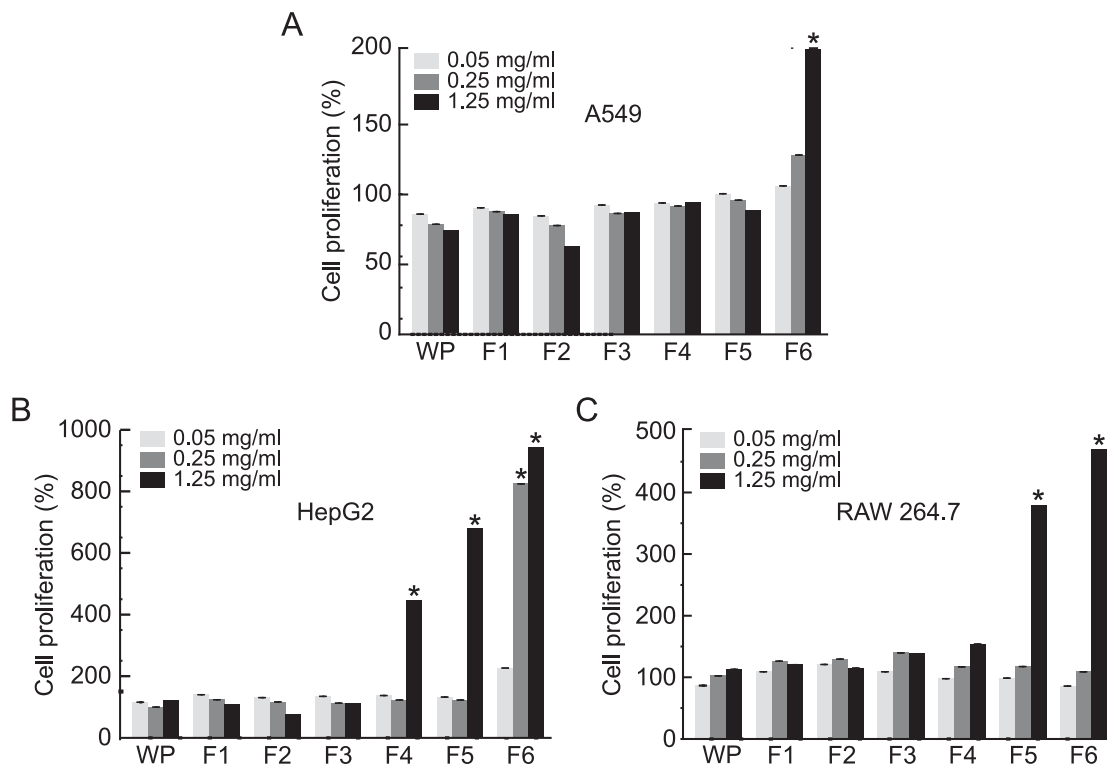 A
Cell proliferation (%)
200
150
100
50
0
0.05 mg/ml
0.25 mg/ml
1.25 mg/ml
A549
*
WP F1 F2 F3 F4 F5 F6
B
Cell proliferation (%)
1000
800
600
400
200
0
0.05 mg/ml
0.25 mg/ml
1.25 mg/ml
HepG2
* * * *
WP F1 F2 F3 F4 F5 F6
C
Cell proliferation (%)
500
400
300
200
100
0
0.05 mg/ml
0.25 mg/ml
1.25 mg/ml
RAW 264.7
* *
WP F1 F2 F3 F4 F5 F6